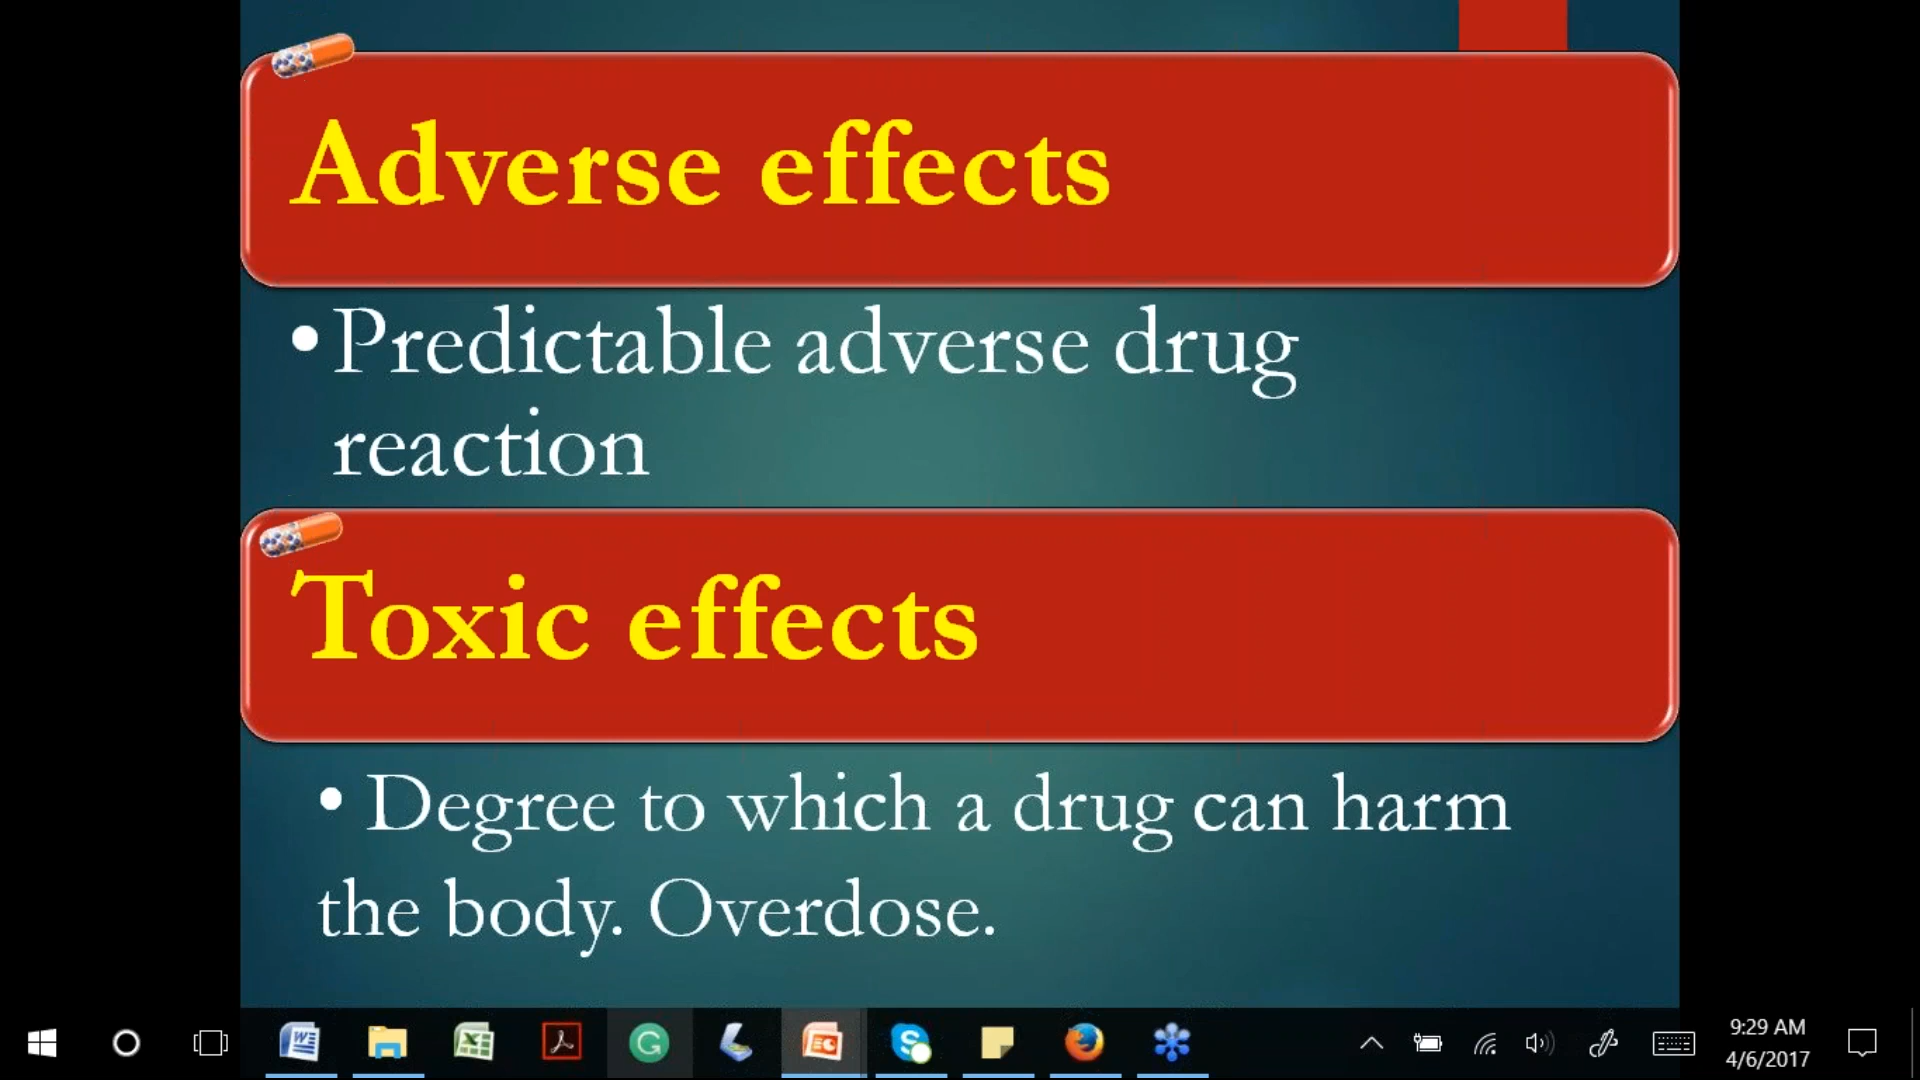 Adverse effects
•Predictable adverse drug
reaction
Toxic effects
• Degree to which a drug can harm
the body. Overdose.
9:29 AM
4/6/2017